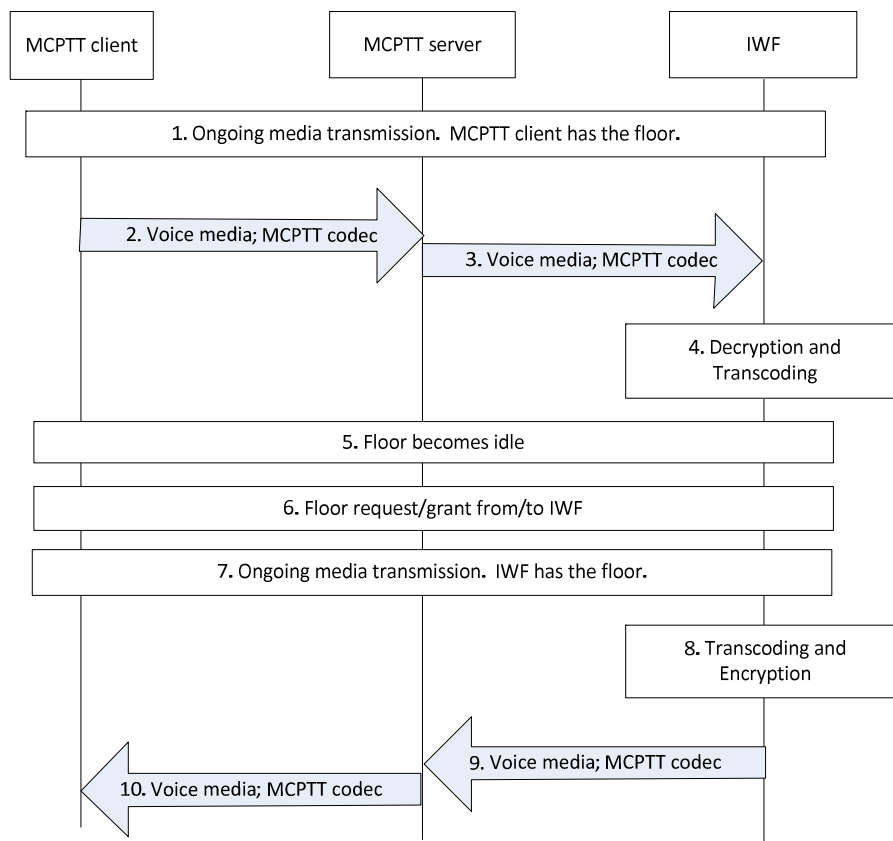 MCPTT client
MCPTT server
IWF
1. Ongoing media transmission.  MCPTT client has the floor.
2. Voice media; MCPTT codec
3. Voice media; MCPTT codec
4. Decryption and
Transcoding
5. Floor becomes idle
6. Floor request/grant from/to IWF
7. Ongoing media transmission.  IWF has the floor.
8. Transcoding and
Encryption
9. Voice media; MCPTT codec
10. Voice media; MCPTT codec